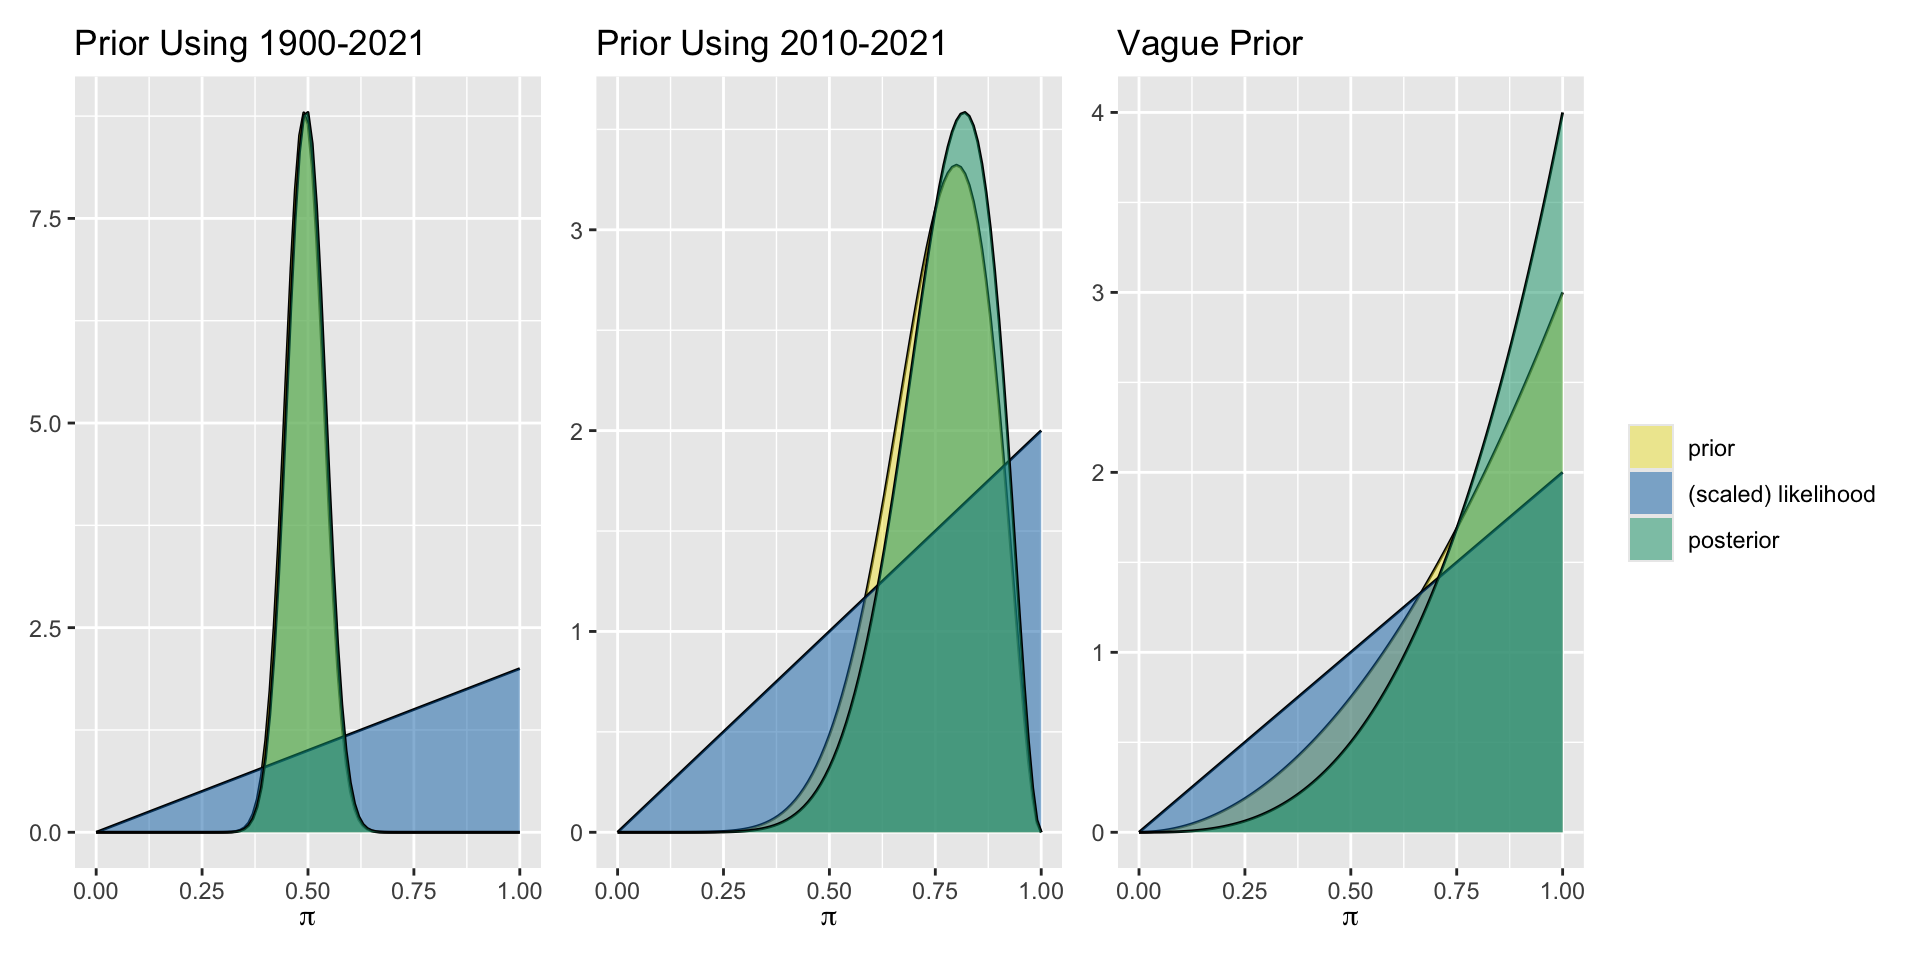 Prior Using 1900-2021
Prior Using 2010-2021
Vague Prior
7.5
5.0
2.5
0.0
0.00 0.25 0.50 0.75 1.00
π
3
2
1
0
0.00 0.25 0.50 0.75 1.00
π
4
3
2
1
0
0.00 0.25 0.50 0.75 1.00
π
prior
(scaled) likelihood
posterior